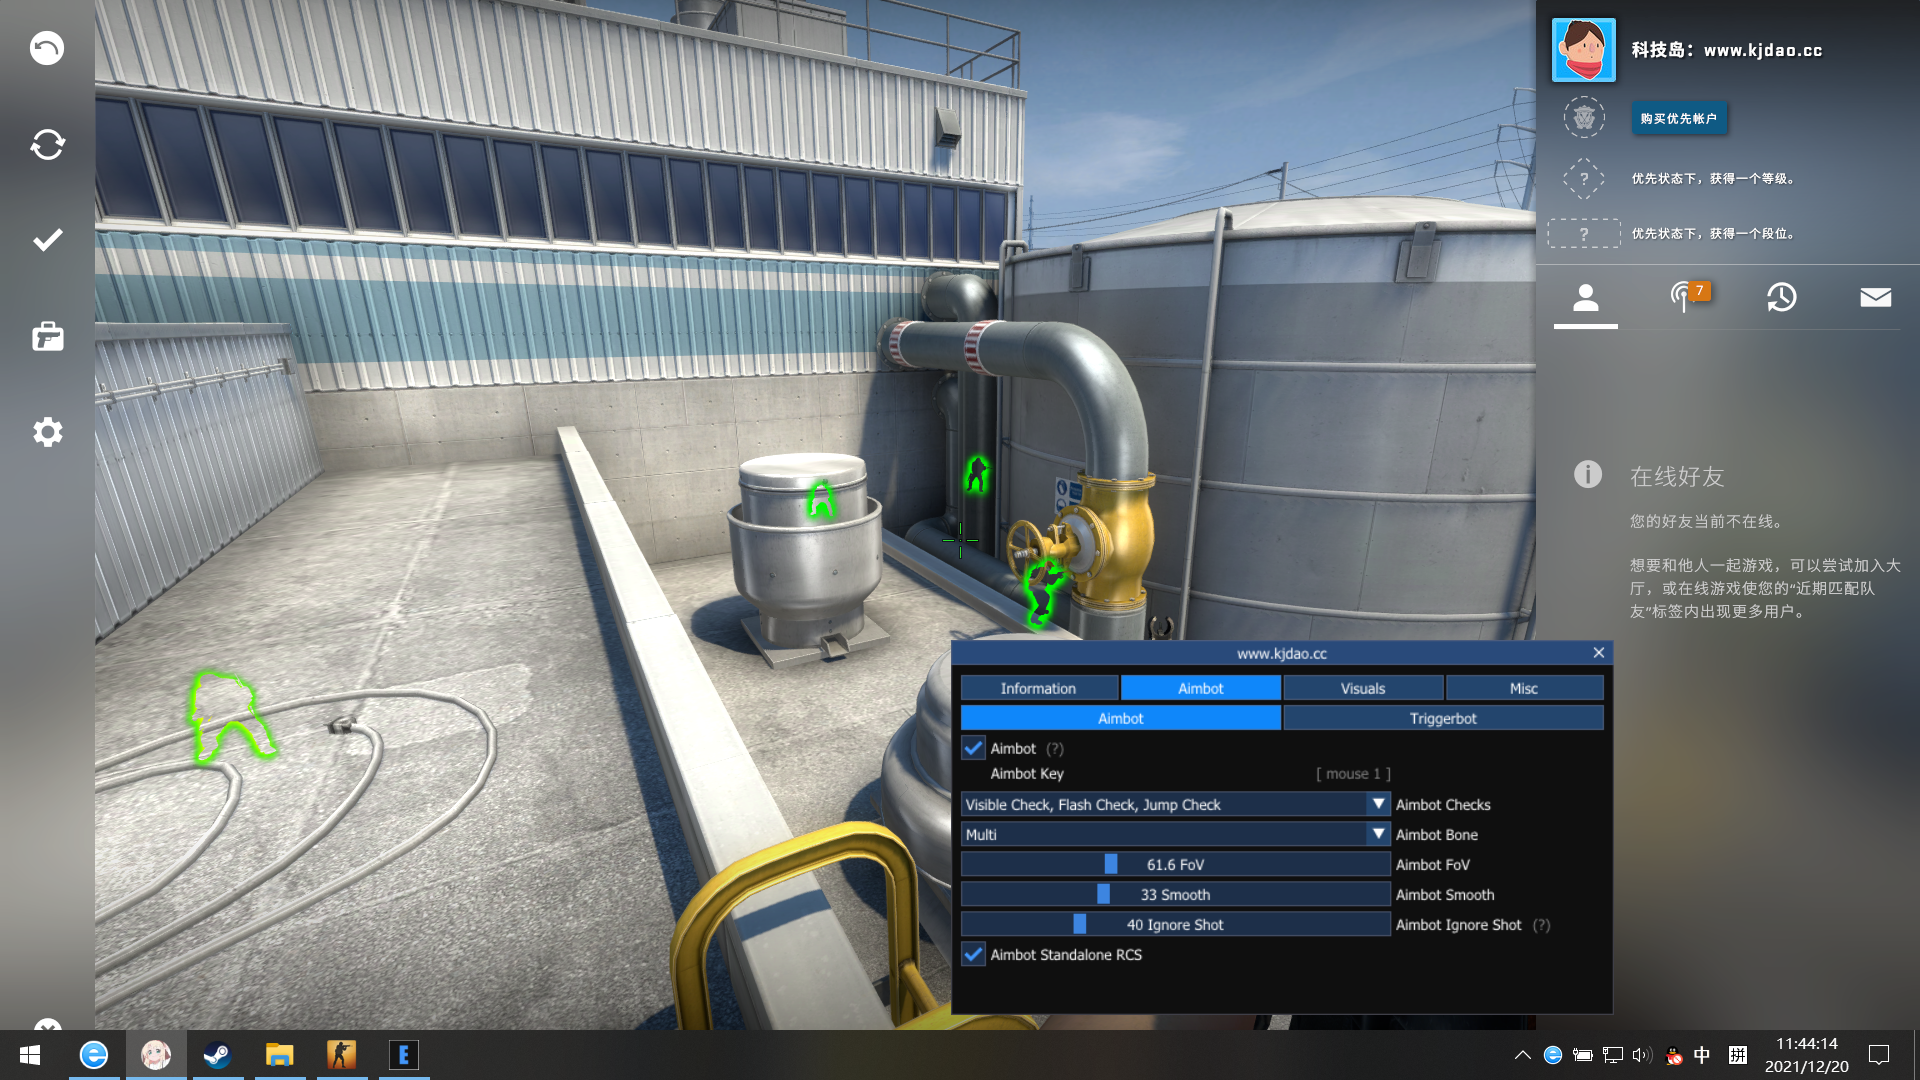 科技岛：www.kjdao.cc
购买优先帐户
?
优先状态下，获得一个等级。
?
优先状态下，获得一个段位。
7
在线好友
您的好友当前不在线。
想要和他人一起游戏，可以尝试加入大
厅，或在线游戏使您的“近期匹配队
友”标签内出现更多用户。
www.kjdao.cc
Information Aimbot Visuals Misc
Aimbot Triggerbot
Aimbot (?)
Aimbot Key [ mouse 1 ]
Visible Check, Flash Check, Jump Check Aimbot Checks
Multi Aimbot Bone
61.6 FoV Aimbot FoV
33 Smooth Aimbot Smooth
40 Ignore Shot Aimbot Ignore Shot (?)
Aimbot Standalone RCS
E
中 拼
11:44:14
2021/12/20